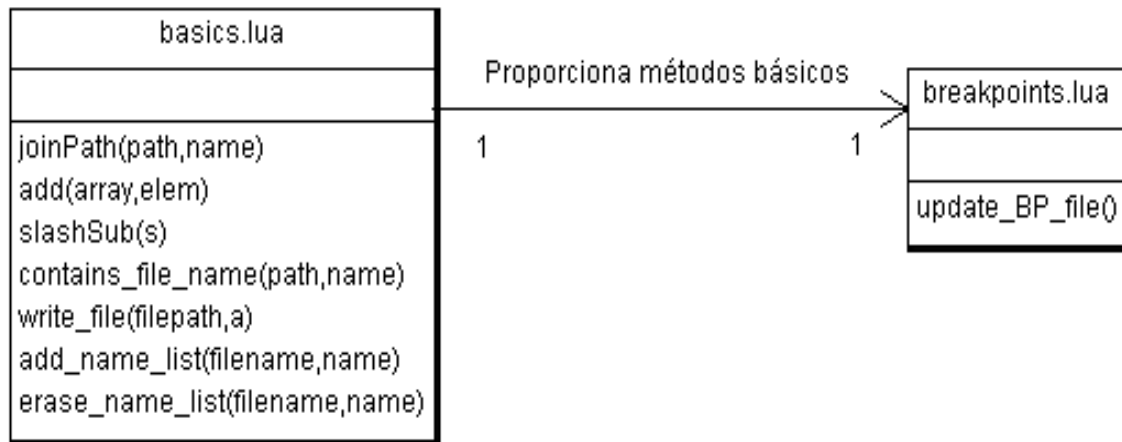 basics.lua
joinPath(path,name)
add(array,elem)
slashSub(s)
contains_file_name(path,name)
write_file(filepath,a)
add_name_list(filename,name)
erase_name_list(filename,name)
Proporciona métodos básicos
1
1
breakpoints.lua
update_BP_file()